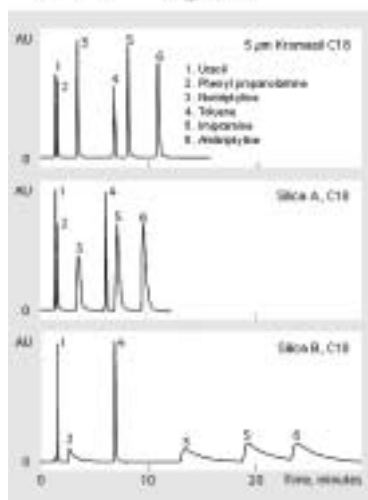 AU
5 µm Kromasil C18
1. Uracil
2. Phenyl propanolamine
3. Nortriptyline
4. Toluene
5. Imipramine
6. Amitriptyline
1
2
3
4
5
6
0
AU
Silica A, C18
1
2
3
4
5
6
0
AU
Silica B, C18
1
2
4
3
5
6
0
0
10
20
Time, minutes